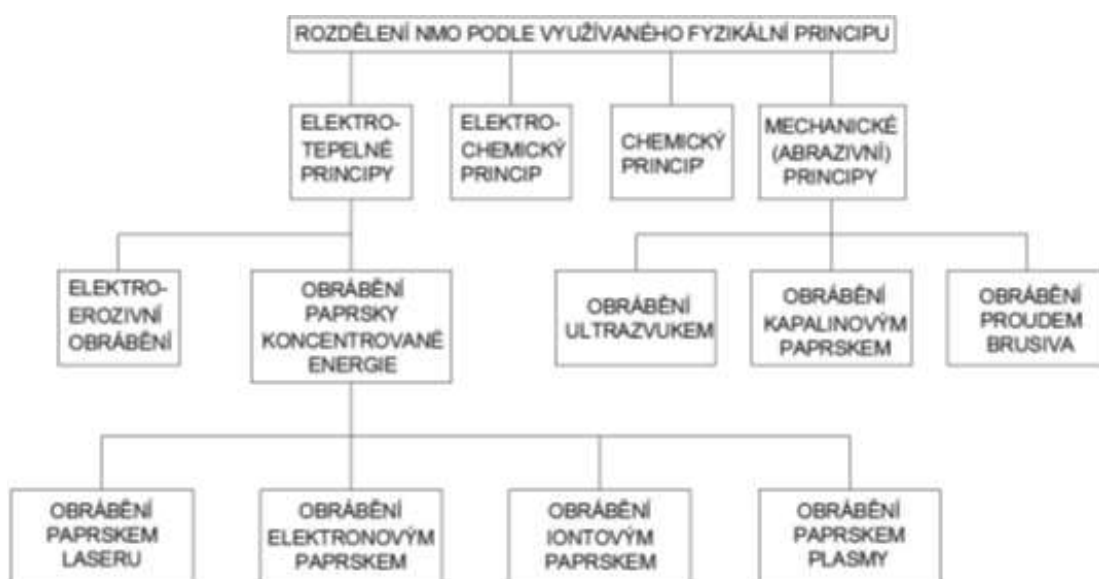 ROZDĚLENÍ NMO PODLE VYUŽÍVANÉHO FYZIKÁLNÍ PRINCIPU
ELEKTRO-
TEPELNÉ
PRINCIPY
ELEKTRO-
CHEMICKÝ
PRINCIP
CHEMICKÝ
PRINCIP
MECHANICKÉ
(ABRAZIVNÍ)
PRINCIPY
ELEKTRO-
EROZIVNÍ
OBRÁBĚNÍ
OBRÁBĚNÍ
PAPRSKY
KONCENTROVANÉ
ENERGIE
OBRÁBĚNÍ
ULTRAZVUKEM
OBRÁBĚNÍ
KAPALINOVÝM
PAPRSKEM
OBRÁBĚNÍ
PROUDEM
BRUSIVA
OBRÁBĚNÍ
PAPRSKEM
LASERU
OBRÁBĚNÍ
ELEKTRONOVÝM
PAPRSKEM
OBRÁBĚNÍ
IONTOVÝM
PAPRSKEM
OBRÁBĚNÍ
PAPRSKEM
PLASMY